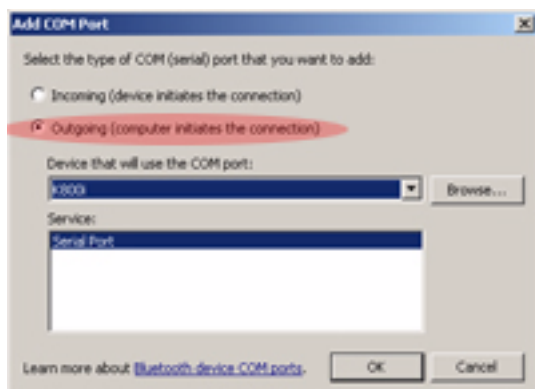 Add COM Port
Select the type of COM (serial) port that you want to add:
Incoming (device initiates the connection)
Outgoing (computer initiates the connection)
Device that will use the COM port:
K800i
Browse...
Service:
Serial Port
Learn more about Bluetooth device COM ports.
OK
Cancel